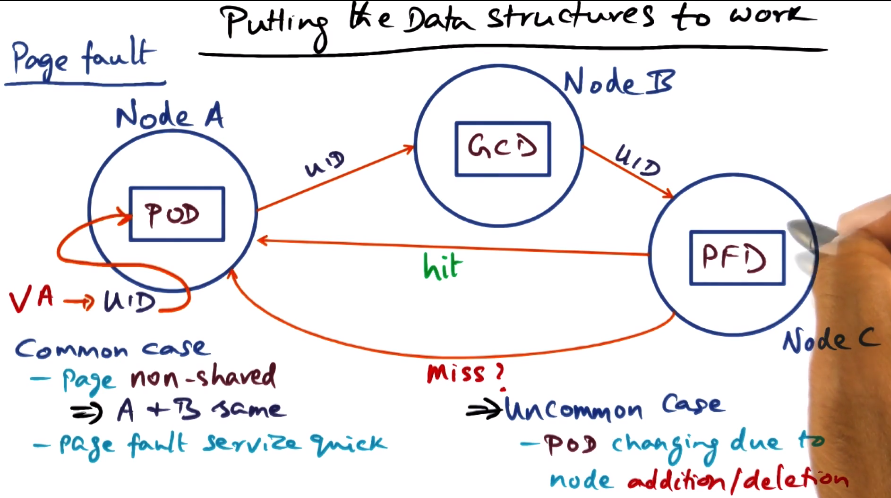 Putting the Data structures to work
Page fault
Node A
Node B
POD
UID
GCD
UID
PFD
hit
VA → UID
Node C
Miss?
Common case
- Page non-shared
⇒ A + B same
- Page fault servize quick
⇒ Uncommon Case
- POD changing due to
node addition/deletion